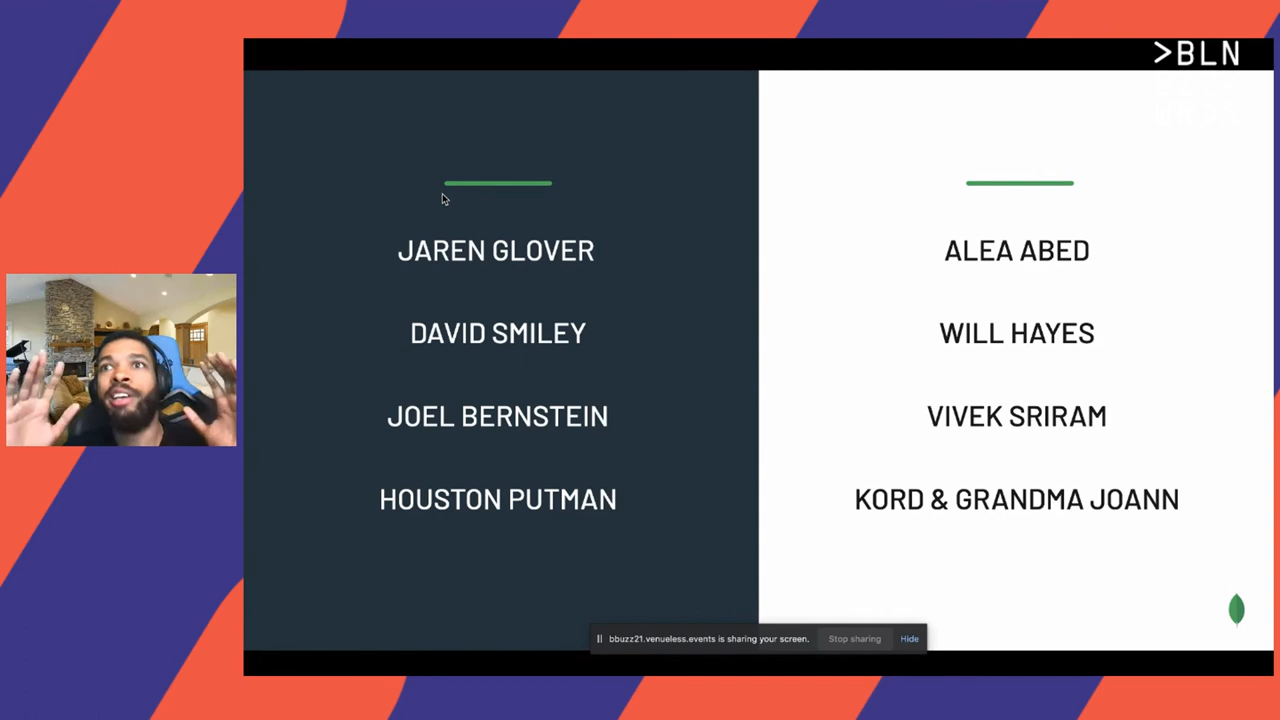 >BLN
JAREN GLOVER
DAVID SMILEY
JOEL BERNSTEIN
HOUSTON PUTMAN
ALEA ABED
WILL HAYES
VIVEK SRIRAM
KORD & GRANDMA JOANN
bbuzz21.venueless.events is sharing your screen.
Stop sharing
Hide